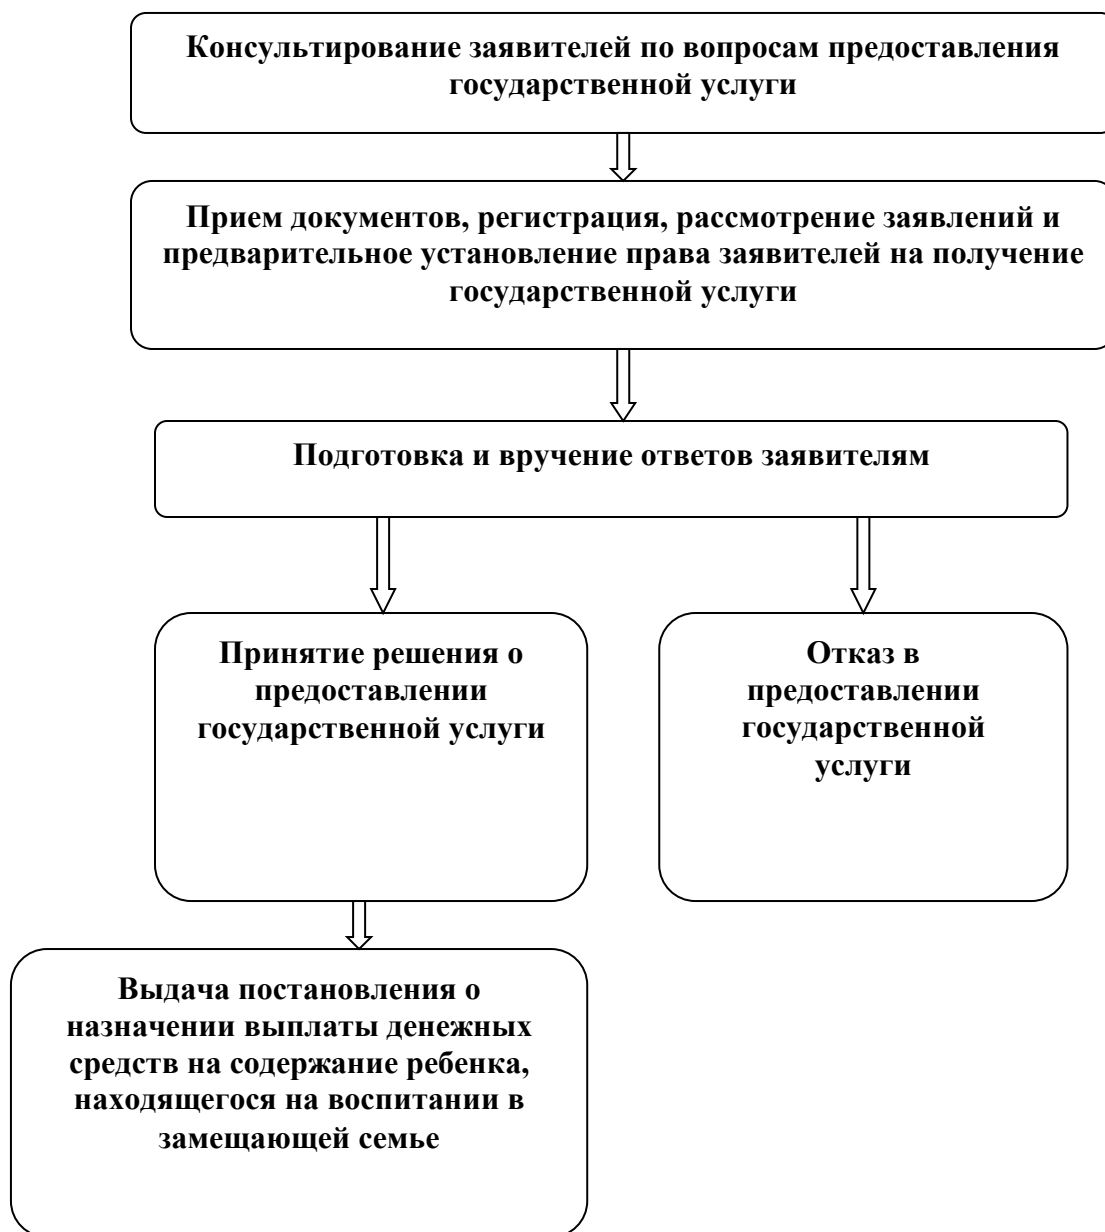 Консультирование заявителей по вопросам предоставления
государственной услуги
Прием документов, регистрация, рассмотрение заявлений и
предварительное установление права заявителей на получение
государственной услуги
Подготовка и вручение ответов заявителям
Принятие решения о
предоставлении
государственной услуги
Отказ в
предоставлении
государственной
услуги
Выдача постановления о
назначении выплаты денежных
средств на содержание ребенка,
находящегося на воспитании в
замещающей семье